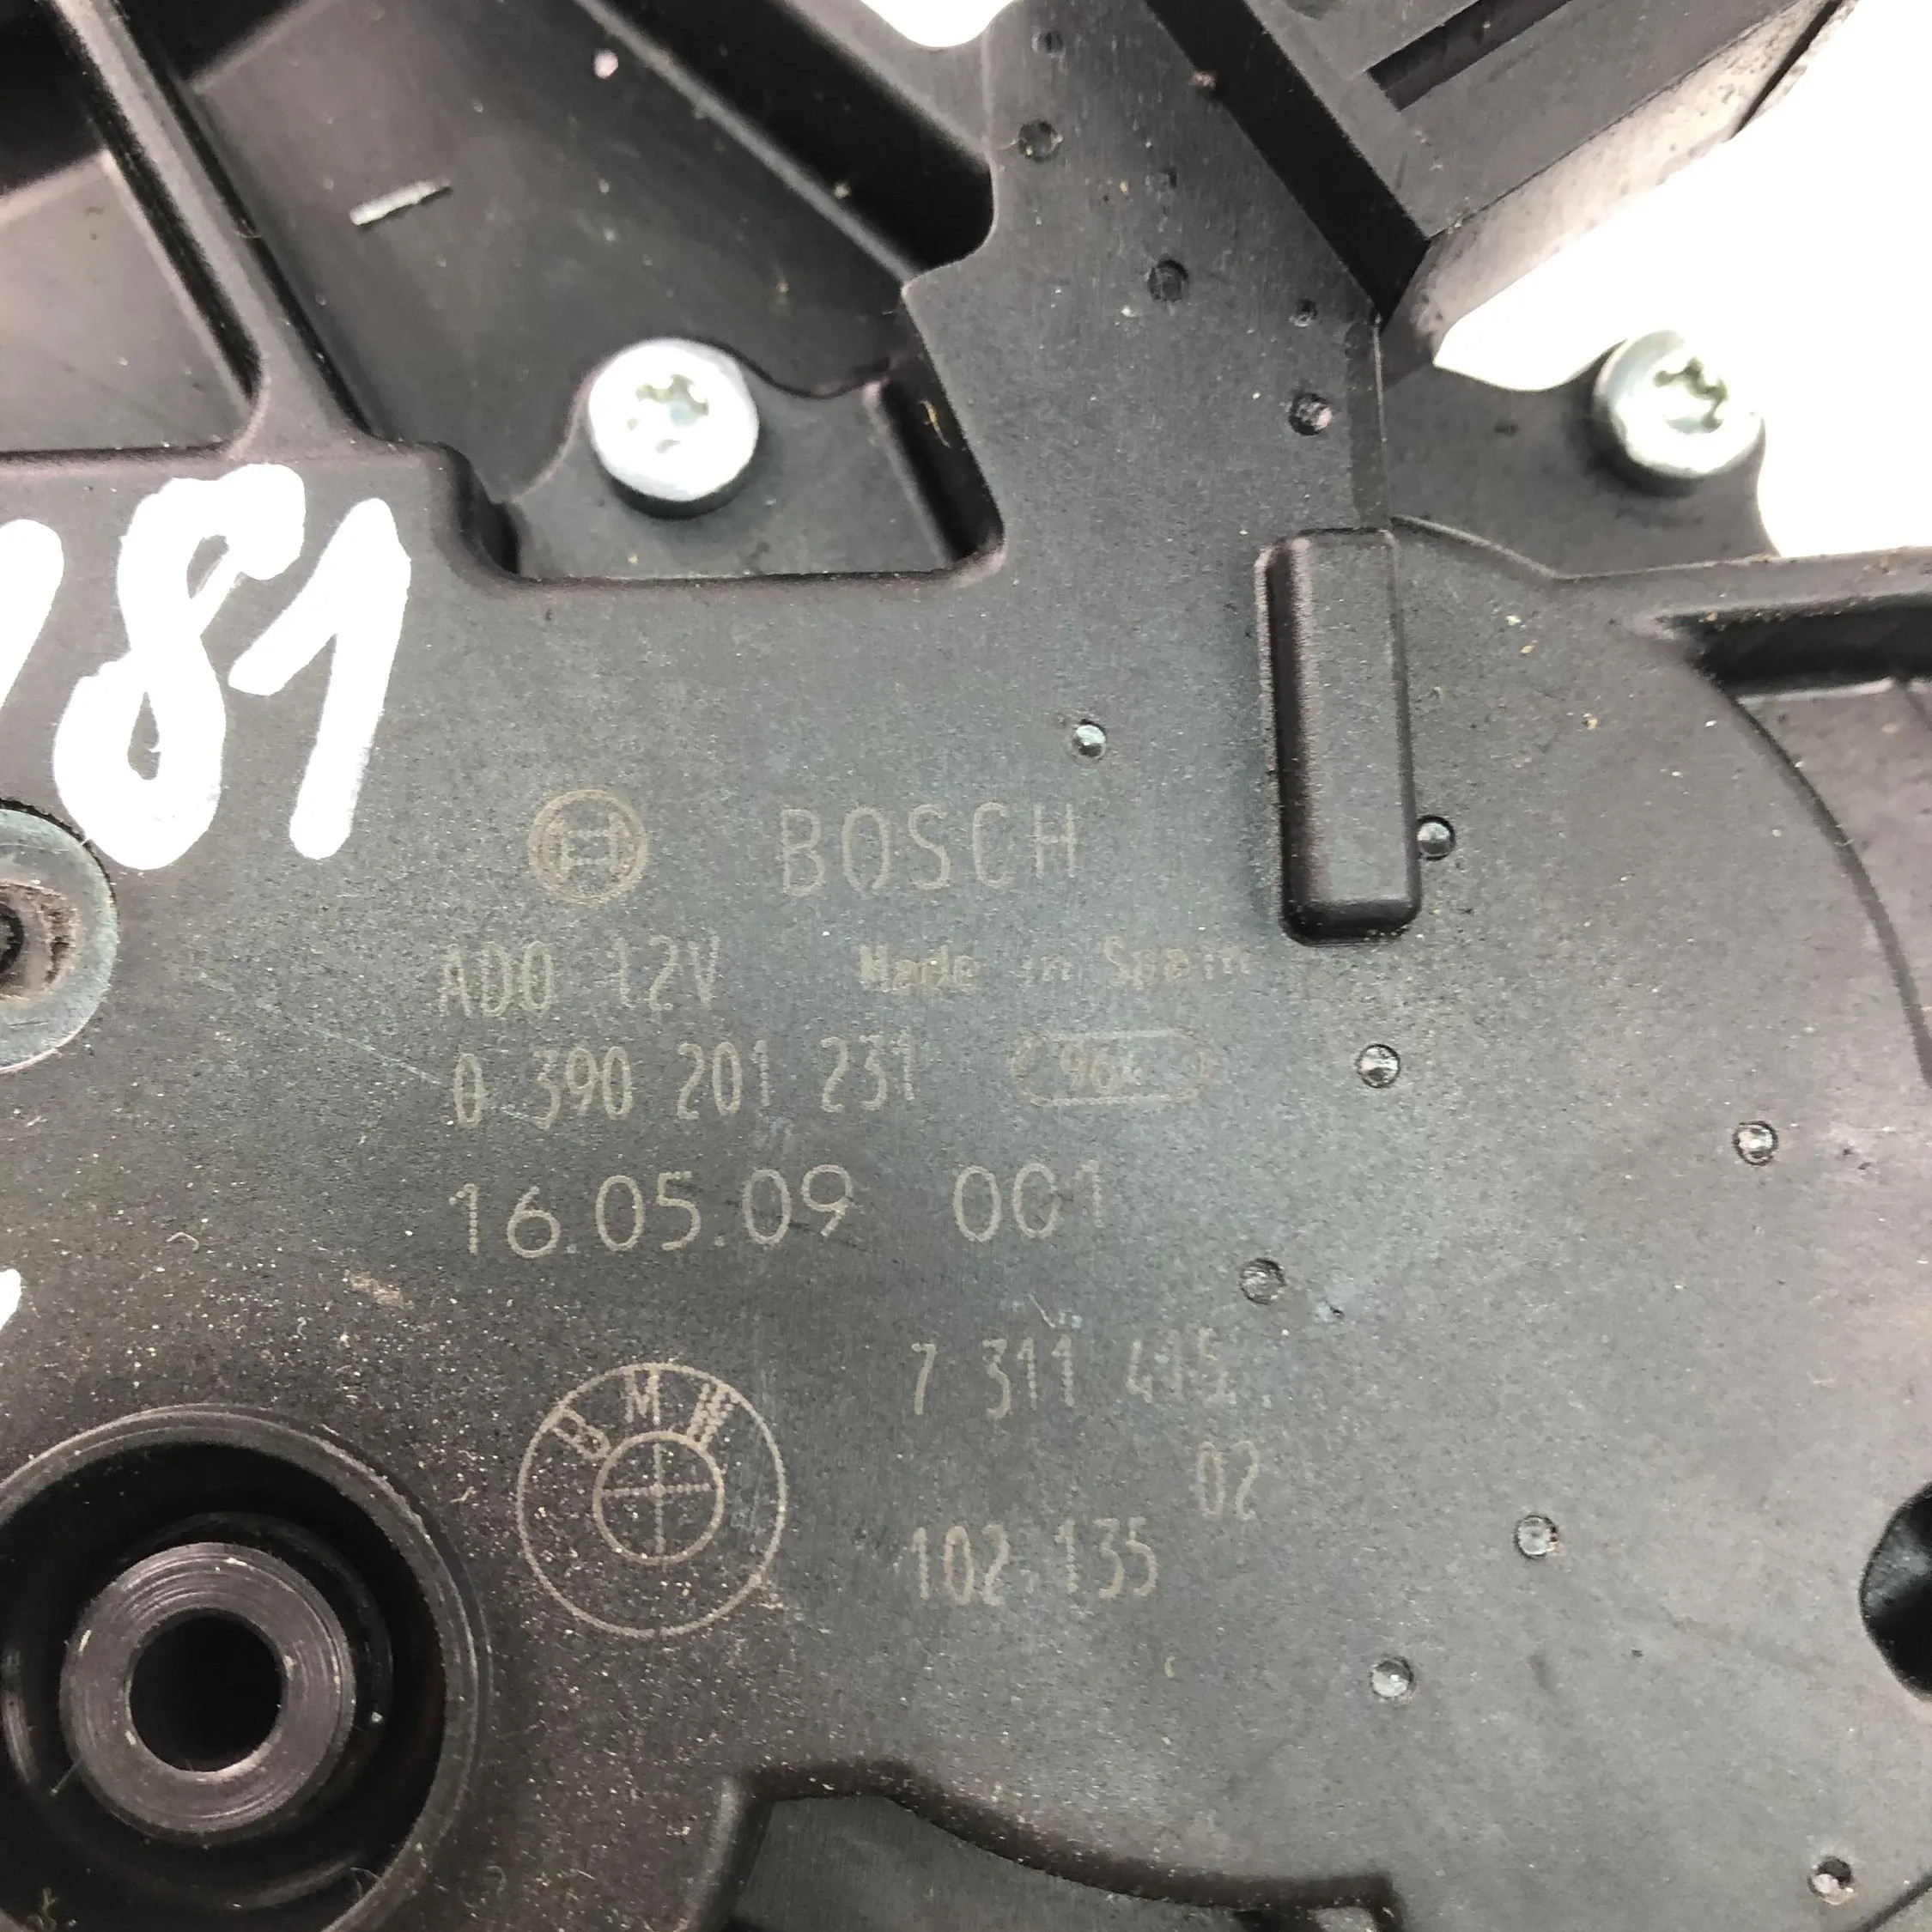 81
BOSCH
AD0 12V Made in Spain
0 390 201 231
16.05.09 001
7 311 415
BMW
02
102.135